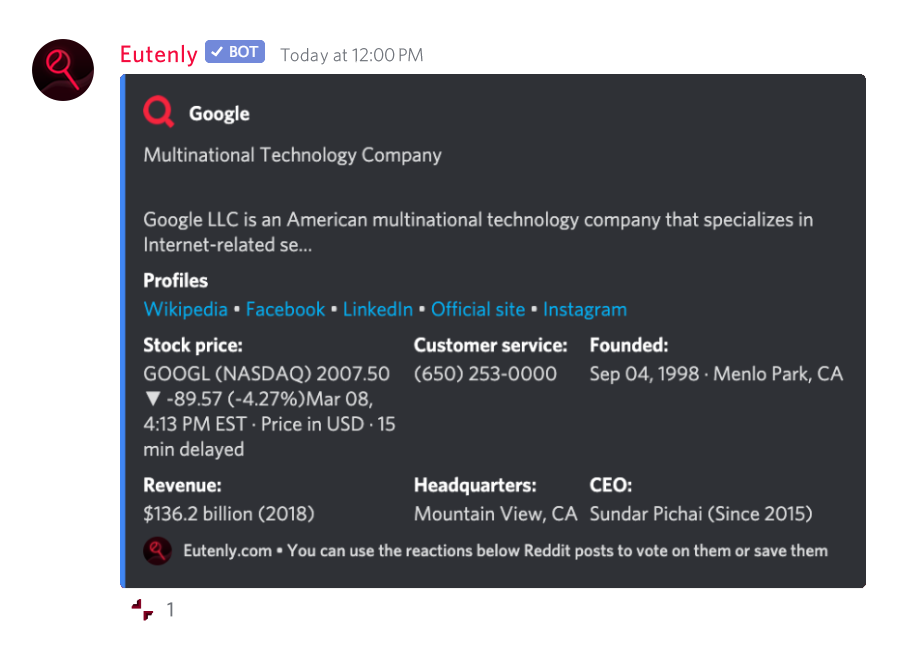 Eutenly ✓ BOT Today at 12:00 PM
Google
Multinational Technology Company
Google LLC is an American multinational technology company that specializes in
Internet-related se...
Profiles
Wikipedia • Facebook • LinkedIn • Official site • Instagram
Stock price: Customer service: Founded:
GOOGL (NASDAQ) 2007.50 (650) 253-0000 Sep 04, 1998 · Menlo Park, CA
▼ -89.57 (-4.27%)Mar 08,
4:13 PM EST · Price in USD · 15
min delayed
Revenue: Headquarters: CEO:
$136.2 billion (2018) Mountain View, CA Sundar Pichai (Since 2015)
Eutenly.com • You can use the reactions below Reddit posts to vote on them or save them
1